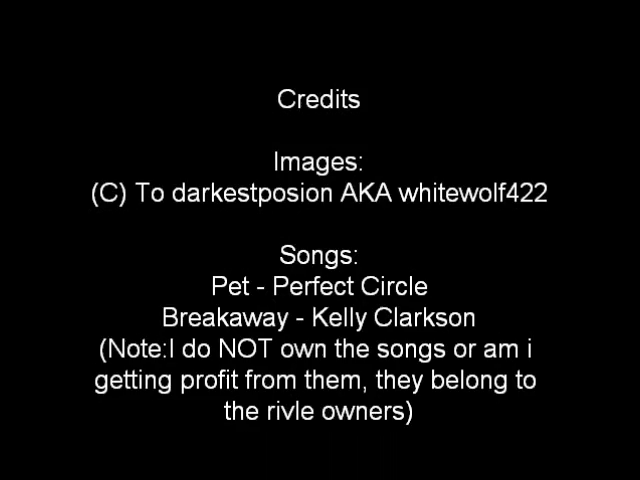 Credits
Images:
(C) To darkestposion AKA whitewolf422
Songs:
Pet - Perfect Circle
Breakaway - Kelly Clarkson
(Note:I do NOT own the songs or am i
getting profit from them, they belong to
the rivle owners)